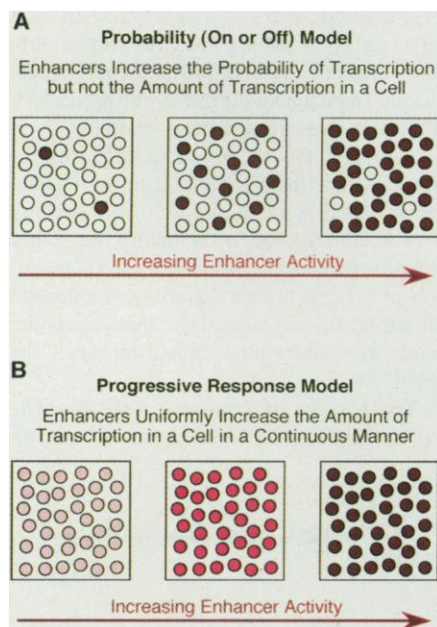 A
Probability (On or Off) Model
Enhancers Increase the Probability of Transcription
but not the Amount of Transcription in a Cell
Increasing Enhancer Activity
B
Progressive Response Model
Enhancers Uniformly Increase the Amount of
Transcription in a Cell in a Continuous Manner
Increasing Enhancer Activity